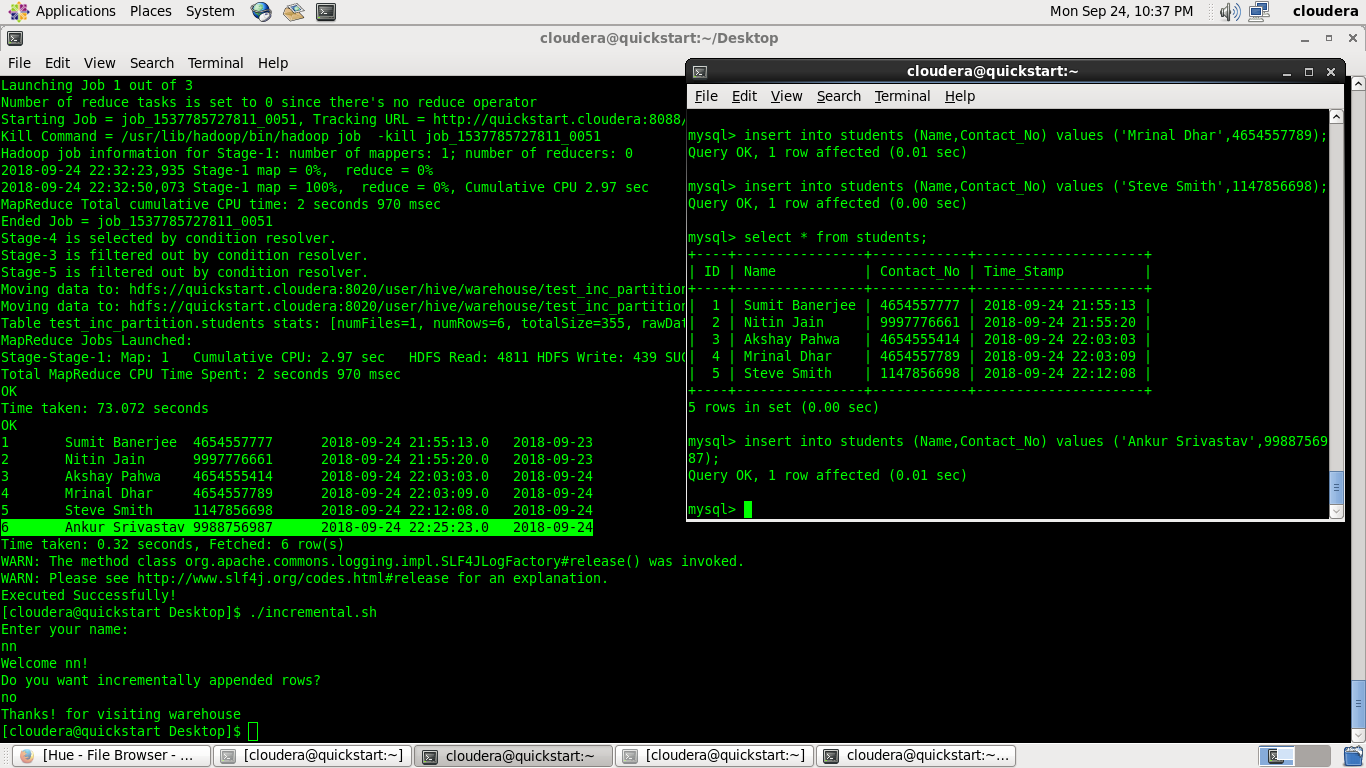 Applications Places System Mon Sep 24, 10:37 PM cloudera
cloudera@quickstart:~/Desktop
File Edit View Search Terminal Help
Launching Job 1 out of 3
Number of reduce tasks is set to 0 since there's no reduce operator
Starting Job = job_1537785727811_0051, Tracking URL = http://quickstart.cloudera:8088/
Kill Command = /usr/lib/hadoop/bin/hadoop job  -kill job_1537785727811_0051
Hadoop job information for Stage-1: number of mappers: 1; number of reducers: 0
2018-09-24 22:32:23,935 Stage-1 map = 0%,  reduce = 0%
2018-09-24 22:32:50,073 Stage-1 map = 100%,  reduce = 0%, Cumulative CPU 2.97 sec
MapReduce Total cumulative CPU time: 2 seconds 970 msec
Ended Job = job_1537785727811_0051
Stage-4 is selected by condition resolver.
Stage-3 is filtered out by condition resolver.
Stage-5 is filtered out by condition resolver.
Moving data to: hdfs://quickstart.cloudera:8020/user/hive/warehouse/test_inc_partition
Moving data to: hdfs://quickstart.cloudera:8020/user/hive/warehouse/test_inc_partition
Table test_inc_partition.students stats: [numFiles=1, numRows=6, totalSize=355, rawDat
MapReduce Jobs Launched:
Stage-Stage-1: Map: 1   Cumulative CPU: 2.97 sec   HDFS Read: 4811 HDFS Write: 439 SUC
Total MapReduce CPU Time Spent: 2 seconds 970 msec
OK
Time taken: 73.072 seconds
OK
1 Sumit Banerjee 4654557777 2018-09-24 21:55:13.0 2018-09-23
2 Nitin Jain 9997776661 2018-09-24 21:55:20.0 2018-09-23
3 Akshay Pahwa 4654555414 2018-09-24 22:03:03.0 2018-09-24
4 Mrinal Dhar 4654557789 2018-09-24 22:03:09.0 2018-09-24
5 Steve Smith 1147856698 2018-09-24 22:12:08.0 2018-09-24
6 Ankur Srivastav 9988756987 2018-09-24 22:25:23.0 2018-09-24
Time taken: 0.32 seconds, Fetched: 6 row(s)
WARN: The method class org.apache.commons.logging.impl.SLF4JLogFactory#release() was invoked.
WARN: Please see http://www.slf4j.org/codes.html#release for an explanation.
Executed Successfully!
[cloudera@quickstart Desktop]$ ./incremental.sh
Enter your name:
nn
Welcome nn!
Do you want incrementally appended rows?
no
Thanks! for visiting warehouse
[cloudera@quickstart Desktop]$
cloudera@quickstart:~
File Edit View Search Terminal Help
mysql> insert into students (Name,Contact_No) values ('Mrinal Dhar',4654557789);
Query OK, 1 row affected (0.01 sec)
mysql> insert into students (Name,Contact_No) values ('Steve Smith',1147856698);
Query OK, 1 row affected (0.00 sec)
mysql> select * from students;
+----+----------------+------------+---------------------+
| ID | Name           | Contact_No | Time_Stamp          |
+----+----------------+------------+---------------------+
|  1 | Sumit Banerjee | 4654557777 | 2018-09-24 21:55:13 |
|  2 | Nitin Jain     | 9997776661 | 2018-09-24 21:55:20 |
|  3 | Akshay Pahwa   | 4654555414 | 2018-09-24 22:03:03 |
|  4 | Mrinal Dhar    | 4654557789 | 2018-09-24 22:03:09 |
|  5 | Steve Smith    | 1147856698 | 2018-09-24 22:12:08 |
+----+----------------+------------+---------------------+
5 rows in set (0.00 sec)
mysql> insert into students (Name,Contact_No) values ('Ankur Srivastav',99887569
87);
Query OK, 1 row affected (0.01 sec)
mysql>
[Hue - File Browser - ... [cloudera@quickstart:~] cloudera@quickstart:~ [cloudera@quickstart:~] cloudera@quickstart:~...